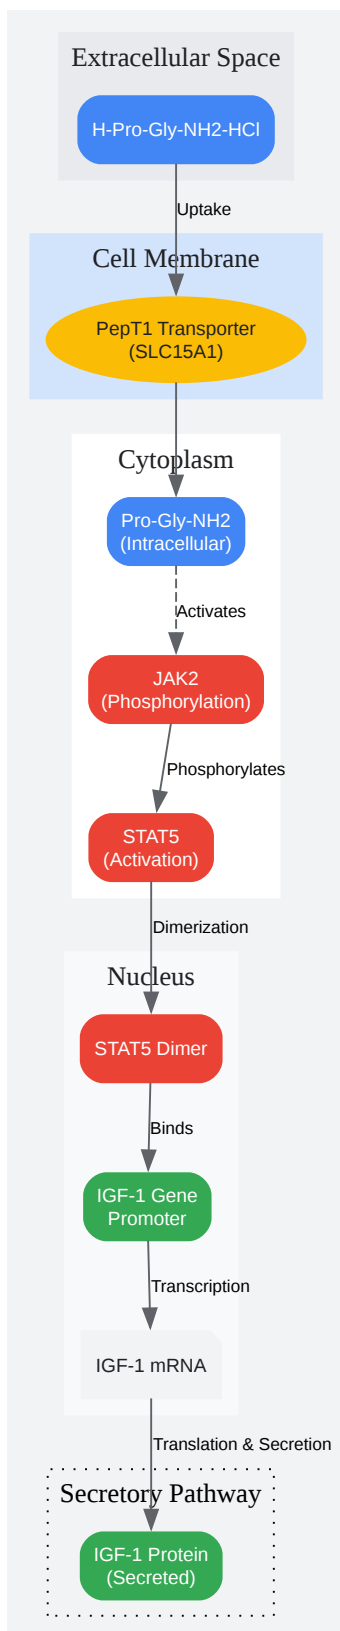 Extracellular Space
H-Pro-Gly-NH2-HCl
Uptake
Cell Membrane
PepT1 Transporter
(SLC15A1)
Cytoplasm
Pro-Gly-NH2
(Intracellular)
Activates
JAK2
(Phosphorylation)
Phosphorylates
STAT5
(Activation)
Dimerization
Nucleus
STAT5 Dimer
Binds
IGF-1 Gene
Promoter
Transcription
IGF-1 mRNA
Translation & Secretion
Secretory Pathway
IGF-1 Protein
(Secreted)